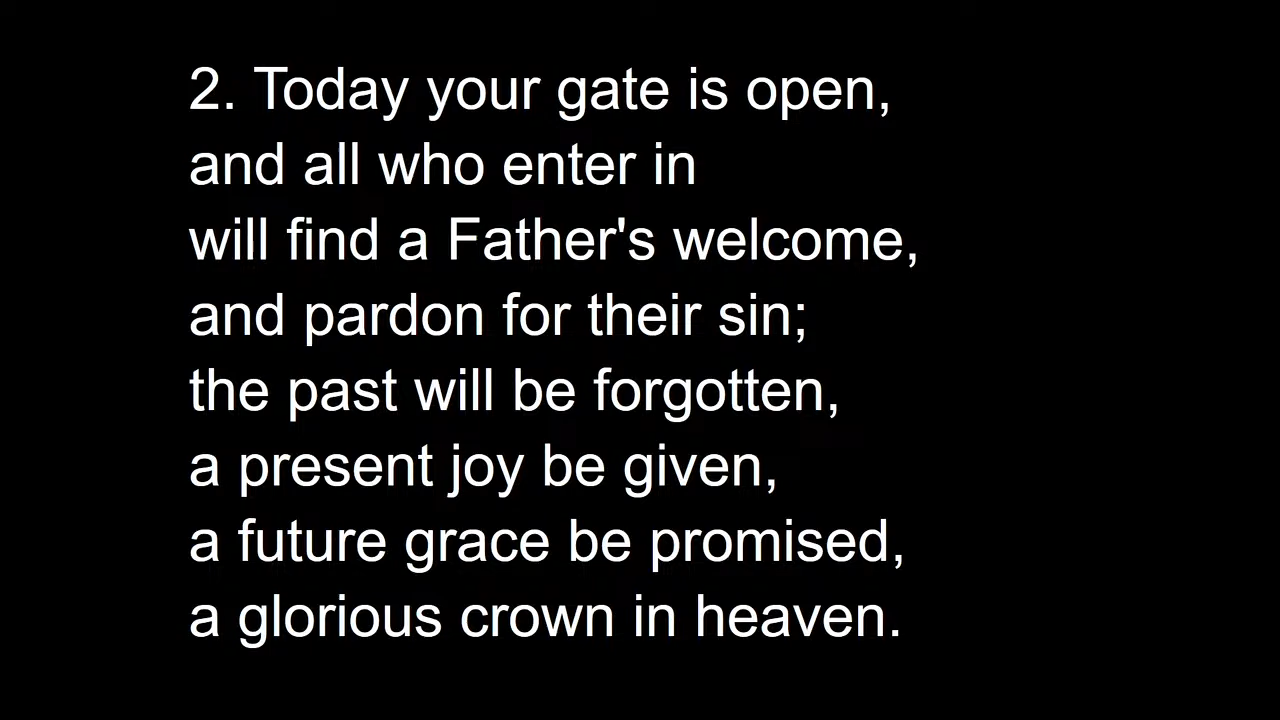 2. Today your gate is open,
and all who enter in
will find a Father's welcome,
and pardon for their sin;
the past will be forgotten,
a present joy be given,
a future grace be promised,
a glorious crown in heaven.